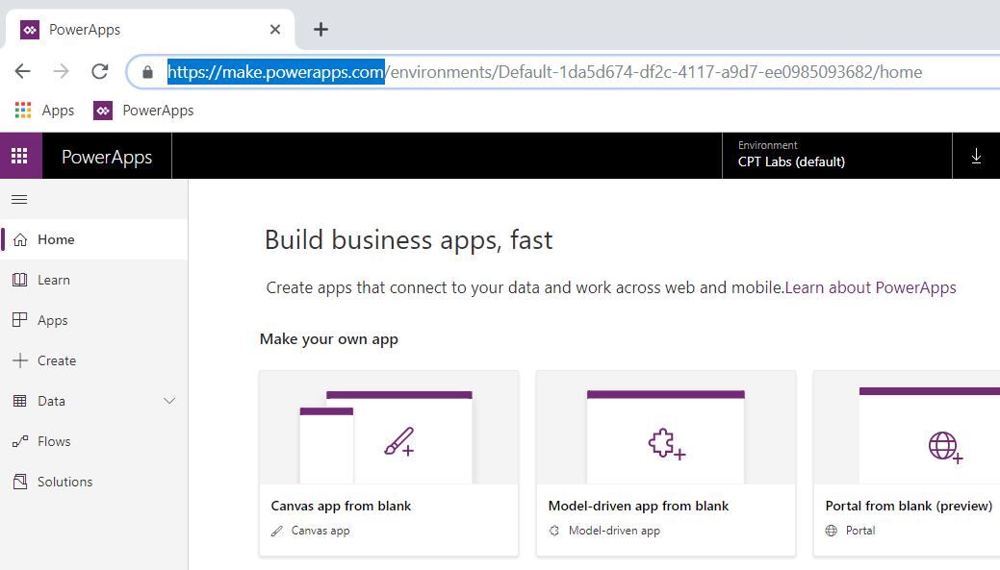 PowerApps
https://make.powerapps.com/environments/Default-1da5d674-df2c-4117-a9d7-ee0985093682/home
Apps PowerApps
PowerApps
Environment
CPT Labs (default)
Home
Learn
Apps
Create
Data
Flows
Solutions
Build business apps, fast
Create apps that connect to your data and work across web and mobile.Learn about PowerApps
Make your own app
Canvas app from blank
Canvas app
Model-driven app from blank
Model-driven app
Portal from blank (preview)
Portal